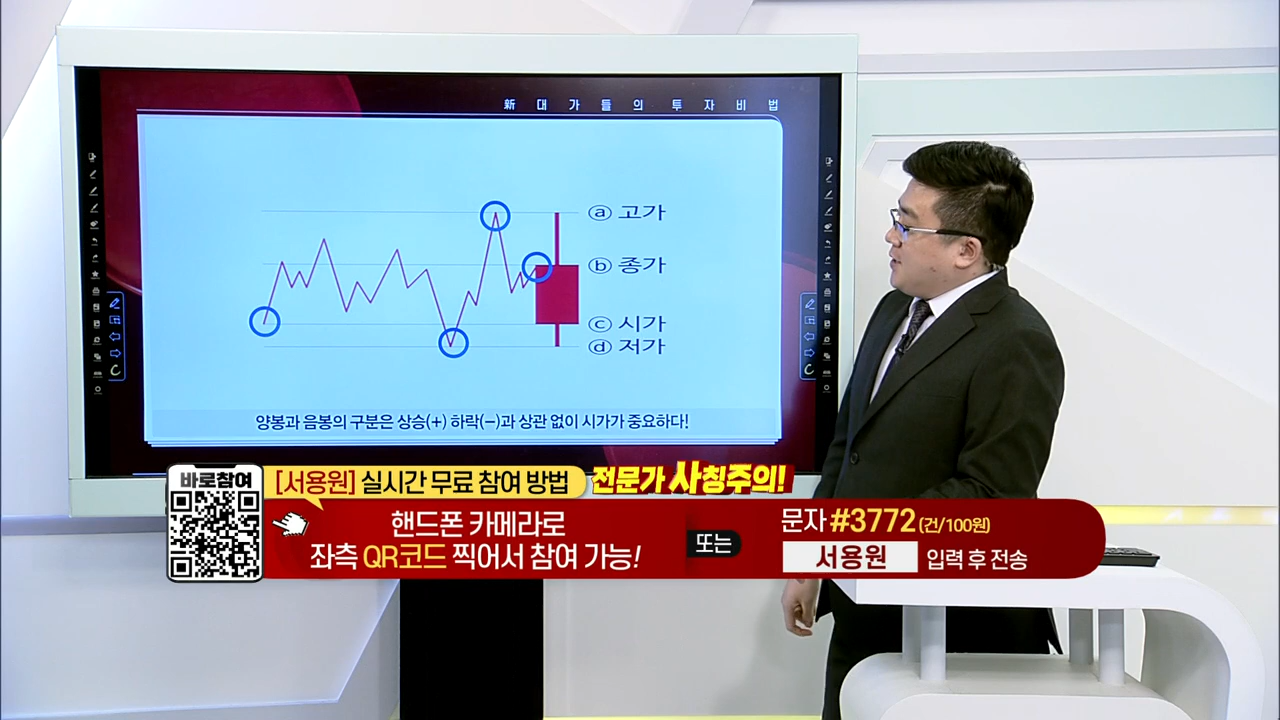 新대가들의투자비법
ⓐ 고가
ⓑ 종가
ⓒ 시가
ⓓ 저가
양봉과 음봉의 구분은 상승(+) 하락(−)과 상관 없이 시가가 중요하다!
바로참여
[서용원] 실시간 무료 참여 방법
전문가 사칭주의!
핸드폰 카메라로
좌측 QR코드 찍어서 참여 가능!
또는
문자 #3772 (건/100원)
서용원 입력 후 전송